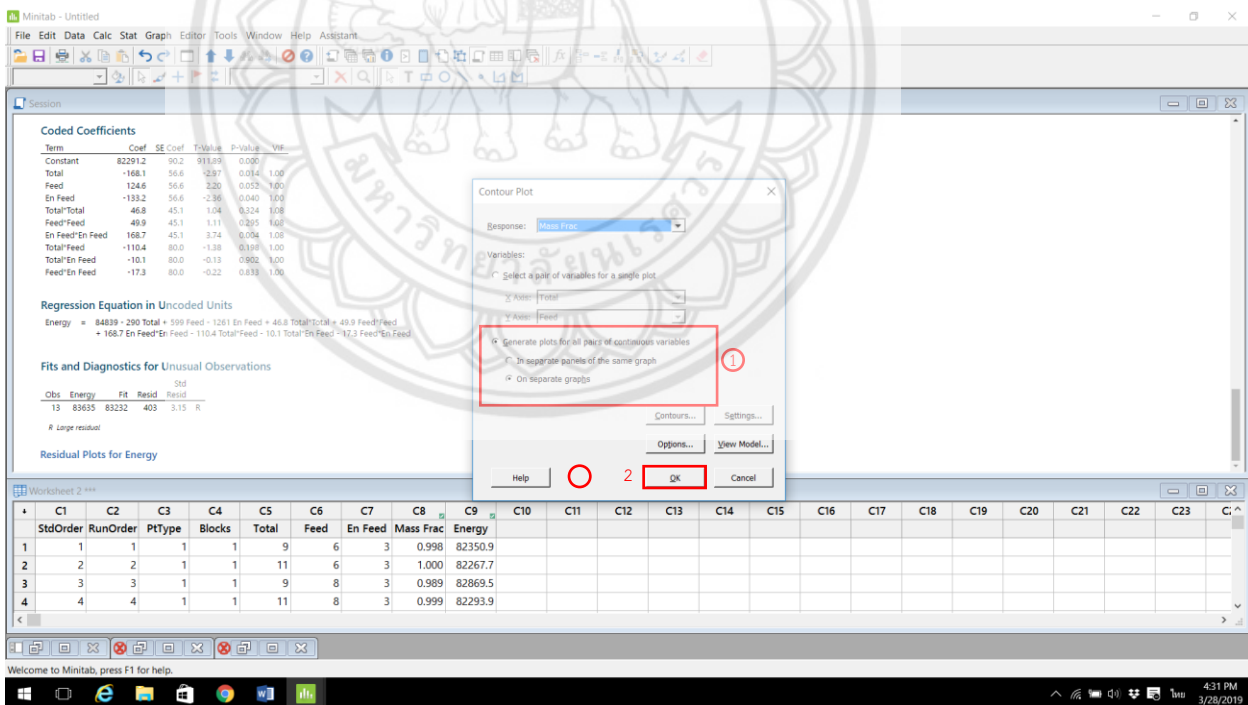 Minitab - Untitled
File Edit Data Calc Stat Graph Editor Tools Window Help Assistant
Session
Coded Coefficients
Term Coef SE Coef T-Value P-Value VIF
Constant 82291.2 90.2 911.89 0.000
Total -168.1 56.6 -2.97 0.014 1.00
Feed 124.6 56.6 2.20 0.052 1.00
En Feed -133.2 56.6 -2.36 0.040 1.00
Total*Total 46.8 45.1 1.04 0.324 1.08
Feed*Feed 49.9 45.1 1.11 0.295 1.08
En Feed*En Feed 168.7 45.1 3.74 0.004 1.08
Total*Feed -110.4 80.0 -1.38 0.198 1.00
Total*En Feed -10.1 80.0 -0.13 0.902 1.00
Feed*En Feed -17.3 80.0 -0.22 0.833 1.00
Regression Equation in Uncoded Units
Energy = 84839 - 290 Total + 599 Feed - 1261 En Feed + 46.8 Total*Total + 49.9 Feed*Feed
+ 168.7 En Feed*En Feed - 110.4 Total*Feed - 10.1 Total*En Feed - 17.3 Feed*En Feed
Fits and Diagnostics for Unusual Observations
Std
Obs Energy Fit Resid Resid
13 83635 83232 403 3.15 R
R Large residual
Residual Plots for Energy
Contour Plot
Response: Mass Frac
Variables:
Select a pair of variables for a single plot
X Axis: Total
Y Axis: Feed
Generate plots for all pairs of continuous variables
In separate panels of the same graph
On separate graphs
1
Contours... Settings...
Options... View Model...
Help 2 OK Cancel
มหาวิทยาลัยนเรศวร
Worksheet 2 ***
C1 C2 C3 C4 C5 C6 C7 C8 C9 C10 C11 C12 C13 C14 C15 C16 C17 C18 C19 C20 C21 C22 C23
StdOrder RunOrder PtType Blocks Total Feed En Feed Mass Frac Energy
1 1 1 1 1 9 6 3 0.998 82350.9
2 2 2 1 1 11 6 3 1.000 82267.7
3 3 3 1 1 9 8 3 0.989 82869.5
4 4 4 1 1 11 8 3 0.999 82293.9
Welcome to Minitab, press F1 for help.
ไทย
4:31 PM
3/28/2019